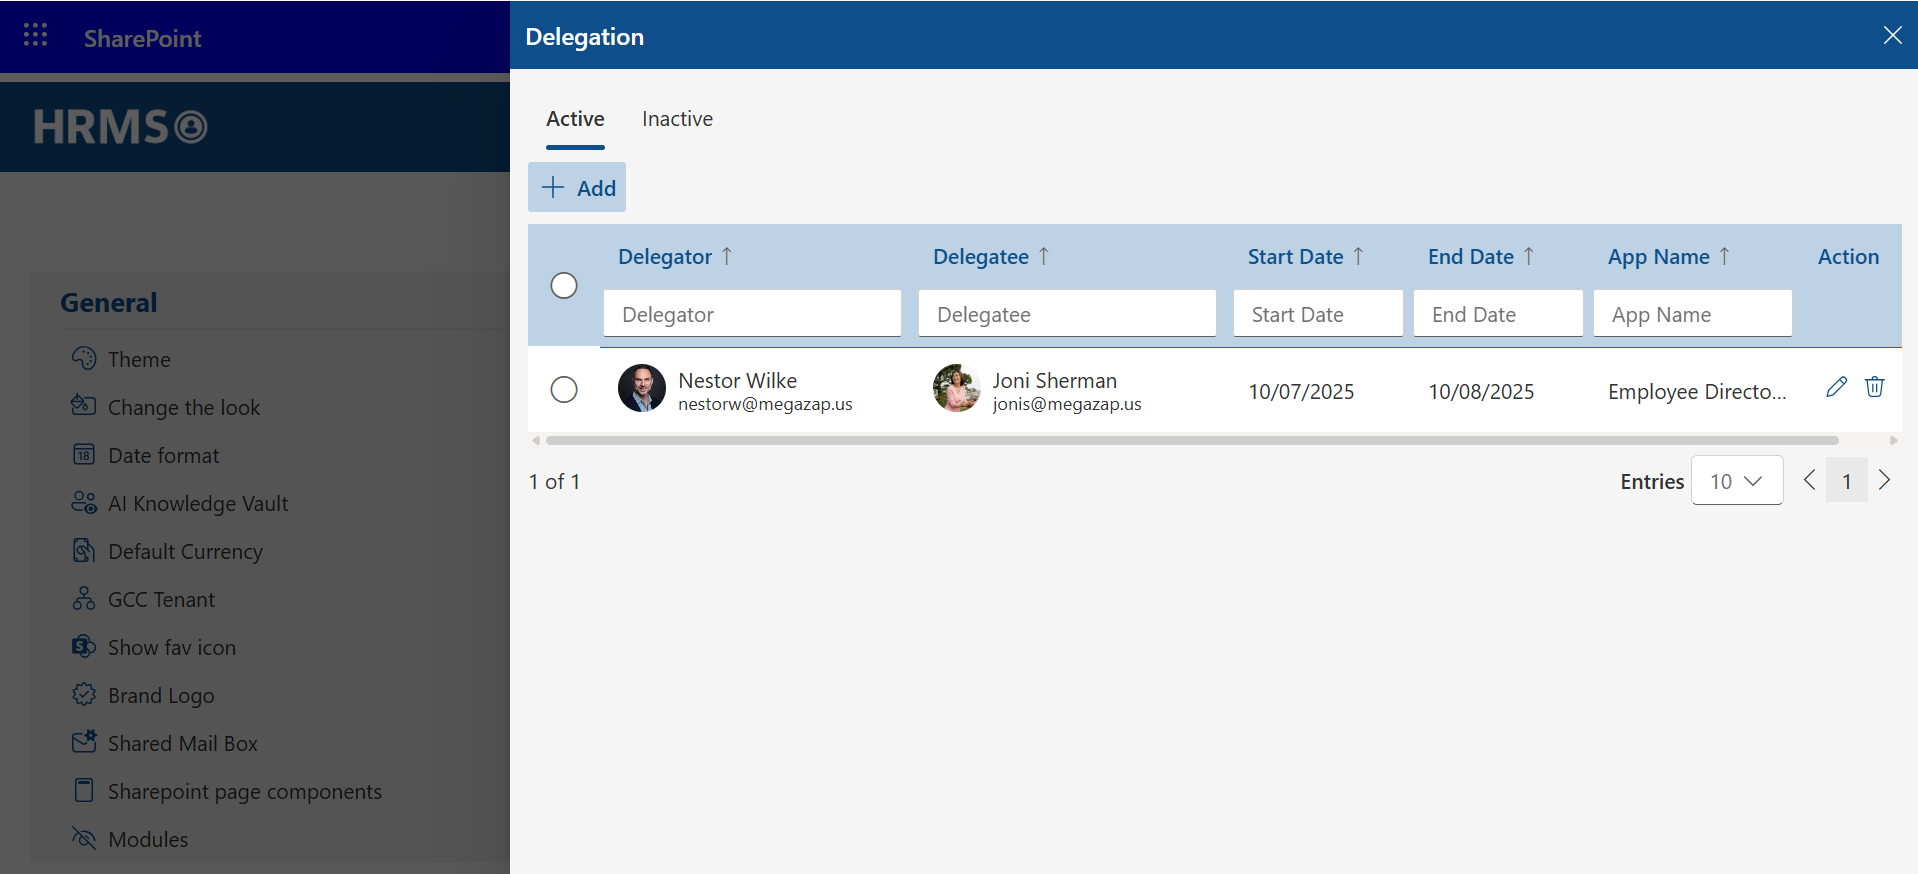 SharePoint
HRMS
General
Theme
Change the look
18
Date format
AI Knowledge Vault
Default Currency
GCC Tenant
S
Show fav icon
Brand Logo
Shared Mail Box
Sharepoint page components
Modules
Delegation
Active
Inactive
Add
Delegator ↑ Delegatee ↑ Start Date ↑ End Date ↑ App Name ↑ Action
Delegator Delegatee Start Date End Date App Name
Nestor Wilke
nestorw@megazap.us
Joni Sherman
jonis@megazap.us
10/07/2025
10/08/2025
Employee Directo...
1 of 1
Entries 10
1